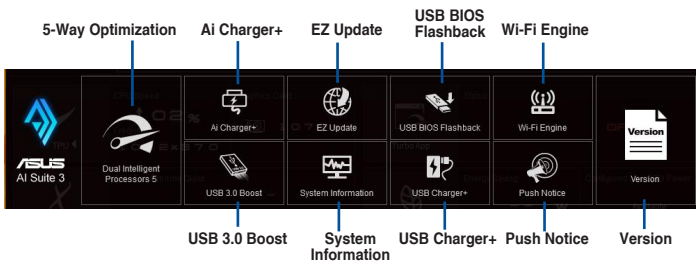 5-Way Optimization
Ai Charger+
EZ Update
USB BIOS
Flashback
Wi-Fi Engine
ASUS
AI Suite 3
Dual Intelligent
Processors 5
Ai Charger+
EZ Update
USB BIOS Flashback
Wi-Fi Engine
Version
USB 3.0 Boost
System Information
USB Charger+
Push Notice
Version
USB 3.0 Boost
System
Information
USB Charger+
Push Notice
Version